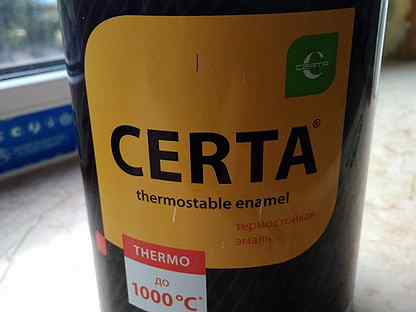 CERTA
CERTA®
thermostable enamel
термостойкая
эмаль
THERMO
до
1000°C*